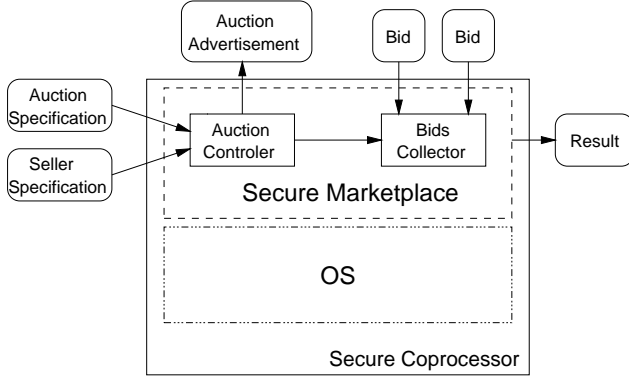 Auction
Advertisement
Bid
Bid
Auction
Specification
Seller
Specification
Auction
Controler
Bids
Collector
Result
Secure Marketplace
OS
Secure Coprocessor